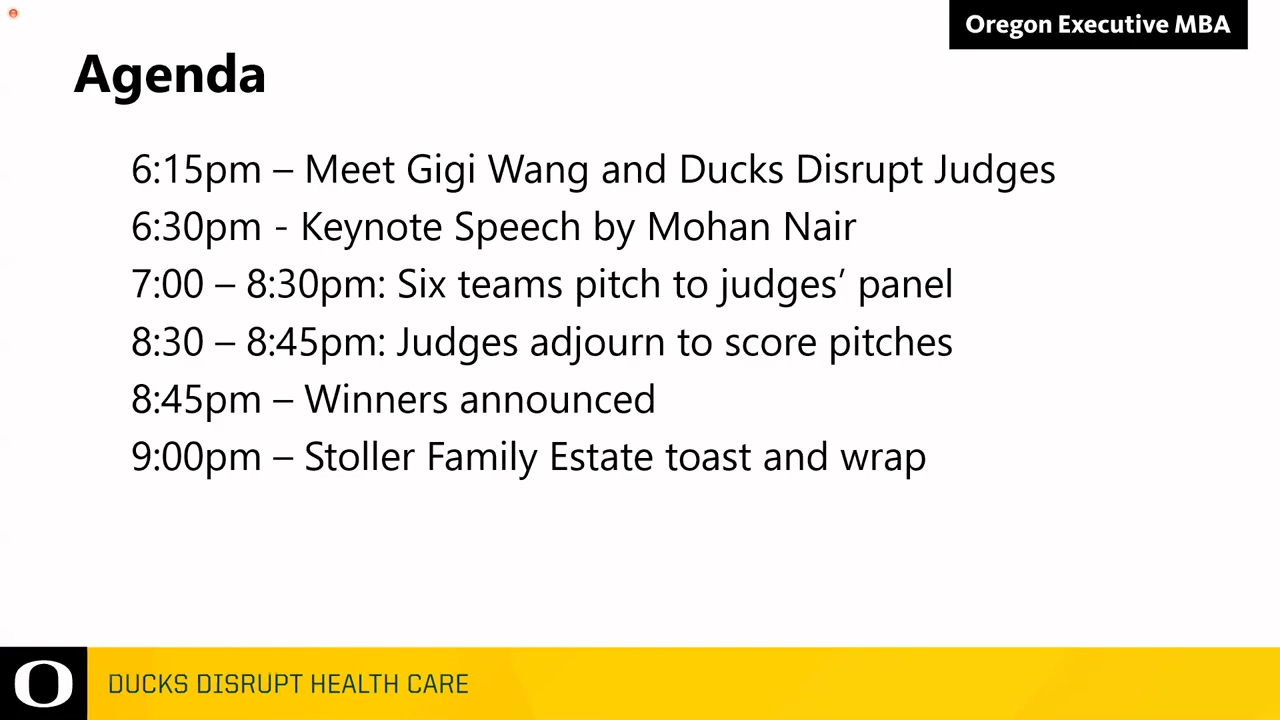 Oregon Executive MBA
Agenda
6:15pm – Meet Gigi Wang and Ducks Disrupt Judges
6:30pm - Keynote Speech by Mohan Nair
7:00 – 8:30pm: Six teams pitch to judges’ panel
8:30 – 8:45pm: Judges adjourn to score pitches
8:45pm – Winners announced
9:00pm – Stoller Family Estate toast and wrap
O
DUCKS DISRUPT HEALTH CARE